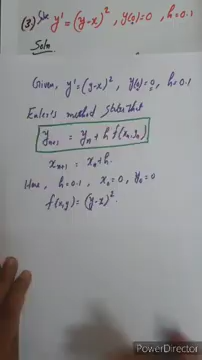 (3) Solve y' = (y-x)², y(0)=0, h=0.1
Soln
Given, y' = (y-x)², y(0)=0, h=0.1
Euler's method states that
yₙ₊₁ = yₙ + h f(xₙ, yₙ)
xₙ₊₁ = xₙ + h.
Here, h=0.1, x₀=0, y₀=0
f(x,y) = (y-x)².
PowerDirector